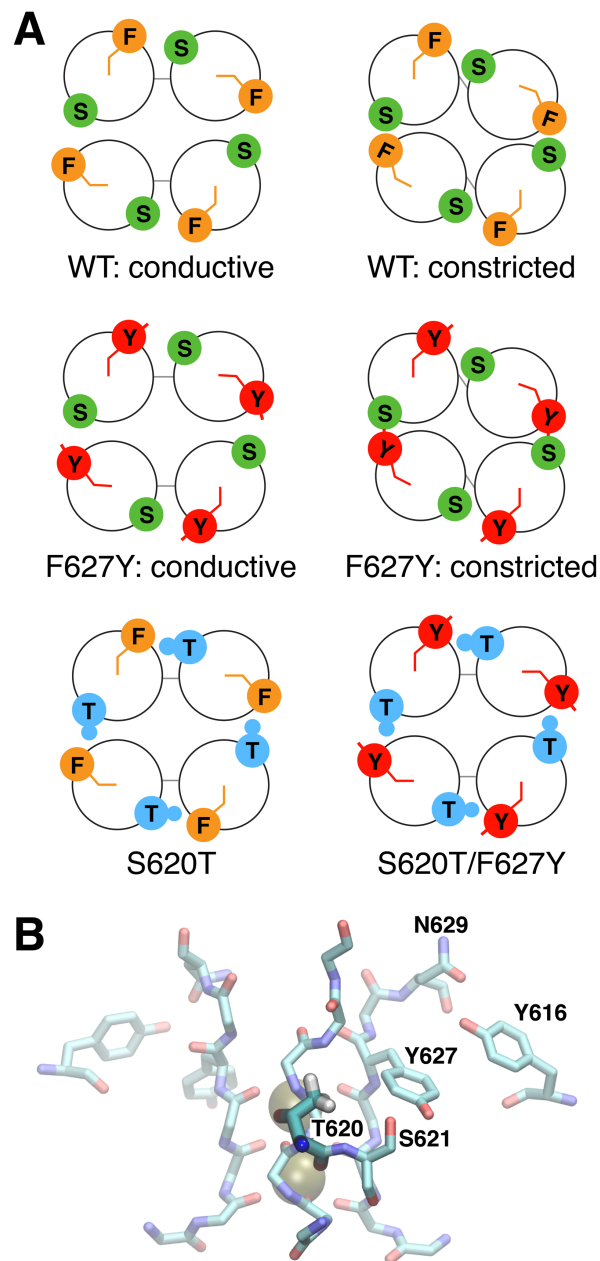 A
F S F S
S F S F
F S F S
S F S F
WT: conductive WT: constricted
Y S Y S
S Y S Y
Y S Y S
S Y S Y
F627Y: conductive F627Y: constricted
F T Y T
T F T Y
F T Y T
T F T Y
S620T S620T/F627Y
B
N629
Y616
Y627
T620 S621